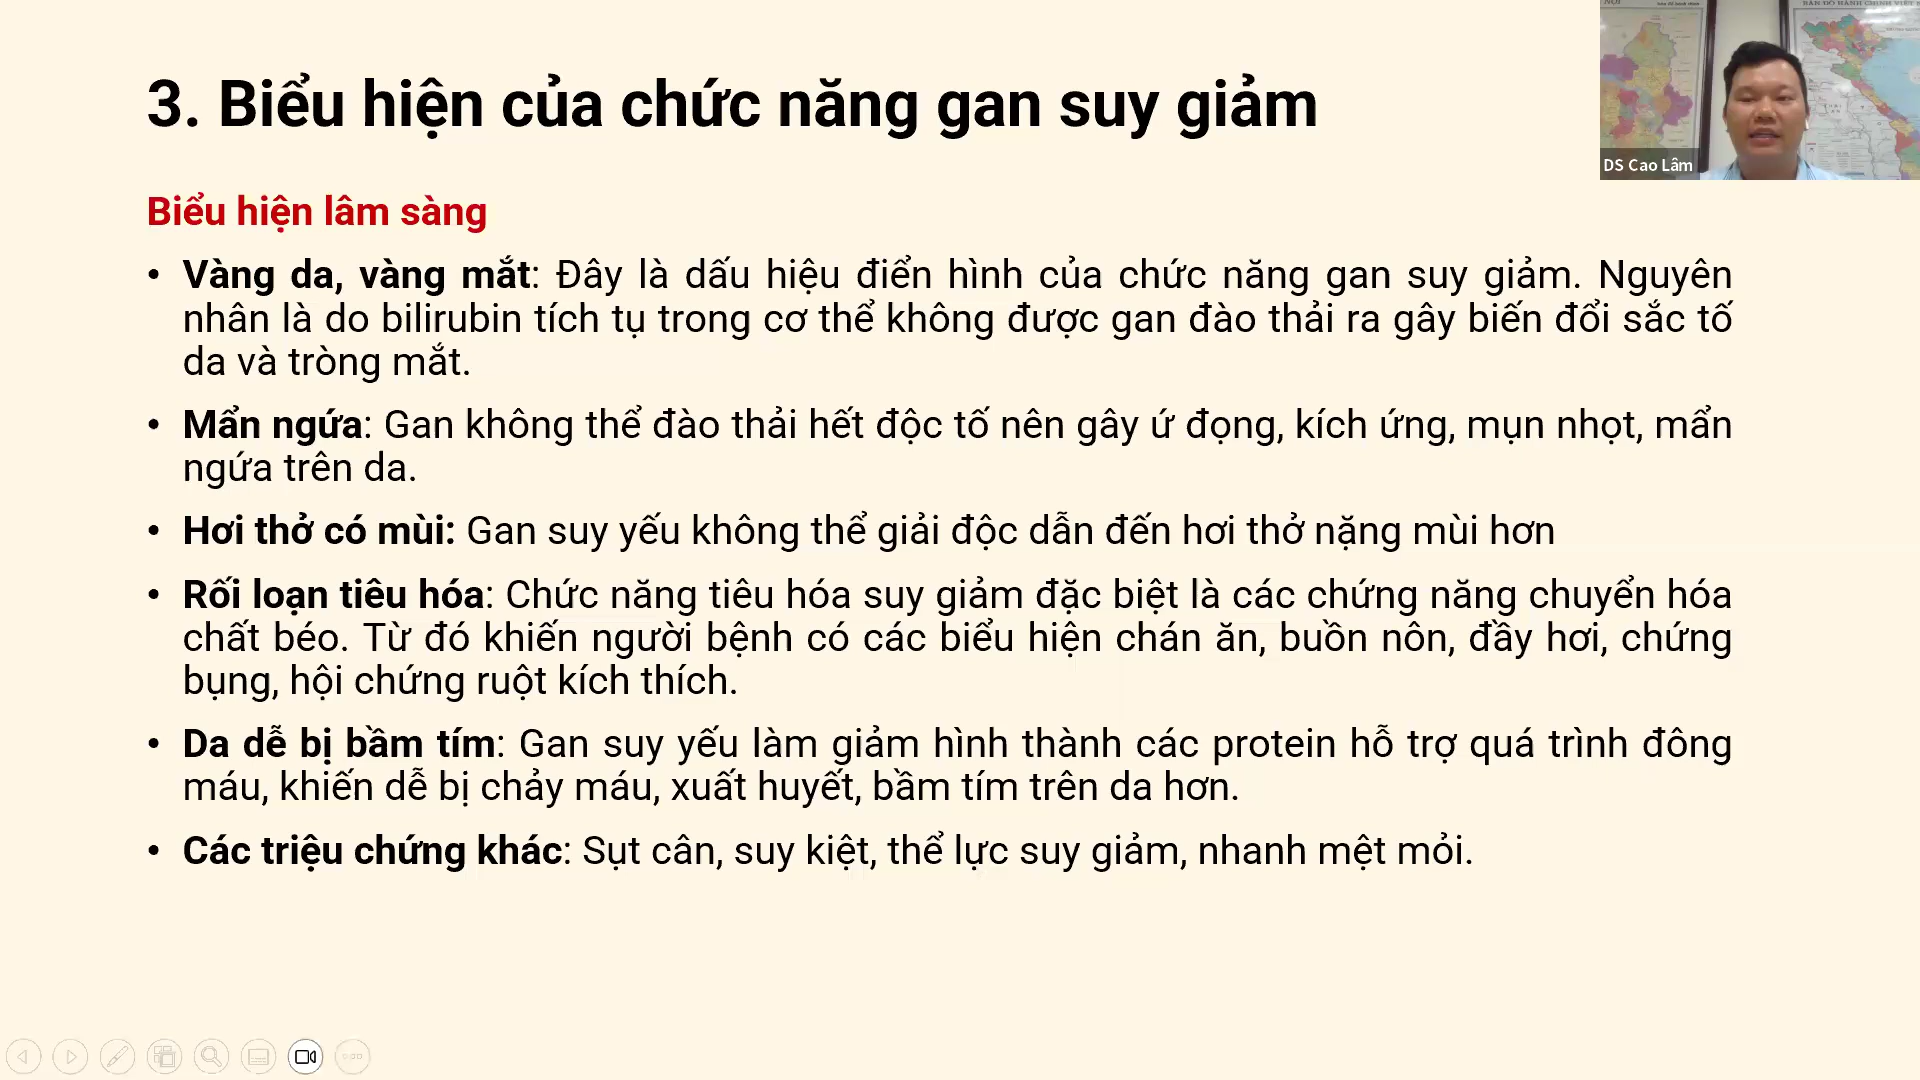 3. Biểu hiện của chức năng gan suy giảm
Biểu hiện lâm sàng
• Vàng da, vàng mắt: Đây là dấu hiệu điển hình của chức năng gan suy giảm. Nguyên
nhân là do bilirubin tích tụ trong cơ thể không được gan đào thải ra gây biến đổi sắc tố
da và tròng mắt.
• Mẩn ngứa: Gan không thể đào thải hết độc tố nên gây ứ đọng, kích ứng, mụn nhọt, mẩn
ngứa trên da.
• Hơi thở có mùi: Gan suy yếu không thể giải độc dẫn đến hơi thở nặng mùi hơn
• Rối loạn tiêu hóa: Chức năng tiêu hóa suy giảm đặc biệt là các chứng năng chuyển hóa
chất béo. Từ đó khiến người bệnh có các biểu hiện chán ăn, buồn nôn, đầy hơi, chứng
bụng, hội chứng ruột kích thích.
• Da dễ bị bầm tím: Gan suy yếu làm giảm hình thành các protein hỗ trợ quá trình đông
máu, khiến dễ bị chảy máu, xuất huyết, bầm tím trên da hơn.
• Các triệu chứng khác: Sụt cân, suy kiệt, thể lực suy giảm, nhanh mệt mỏi.
DS Cao Lâm